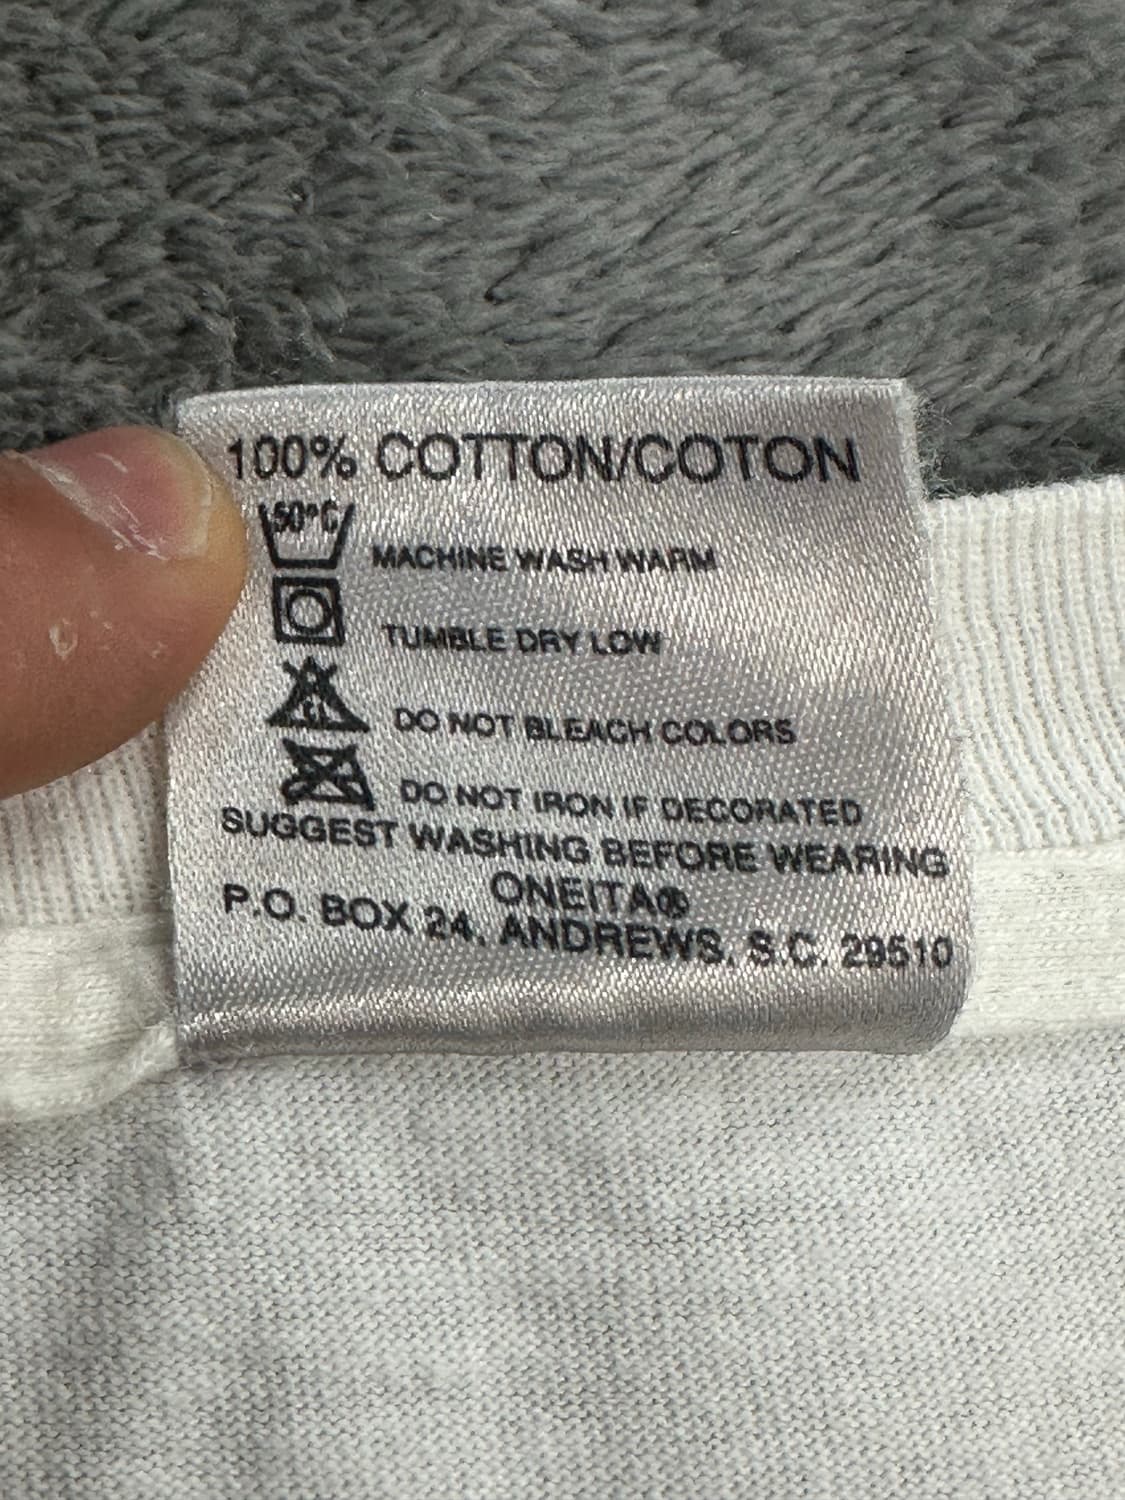 100% COTTON/COTON
50°C
MACHINE WASH WARM
TUMBLE DRY LOW
CL
DO NOT BLEACH COLORS
DO NOT IRON IF DECORATED
SUGGEST WASHING BEFORE WEARING
ONEITA®
P.O. BOX 24, ANDREWS, S.C. 29510